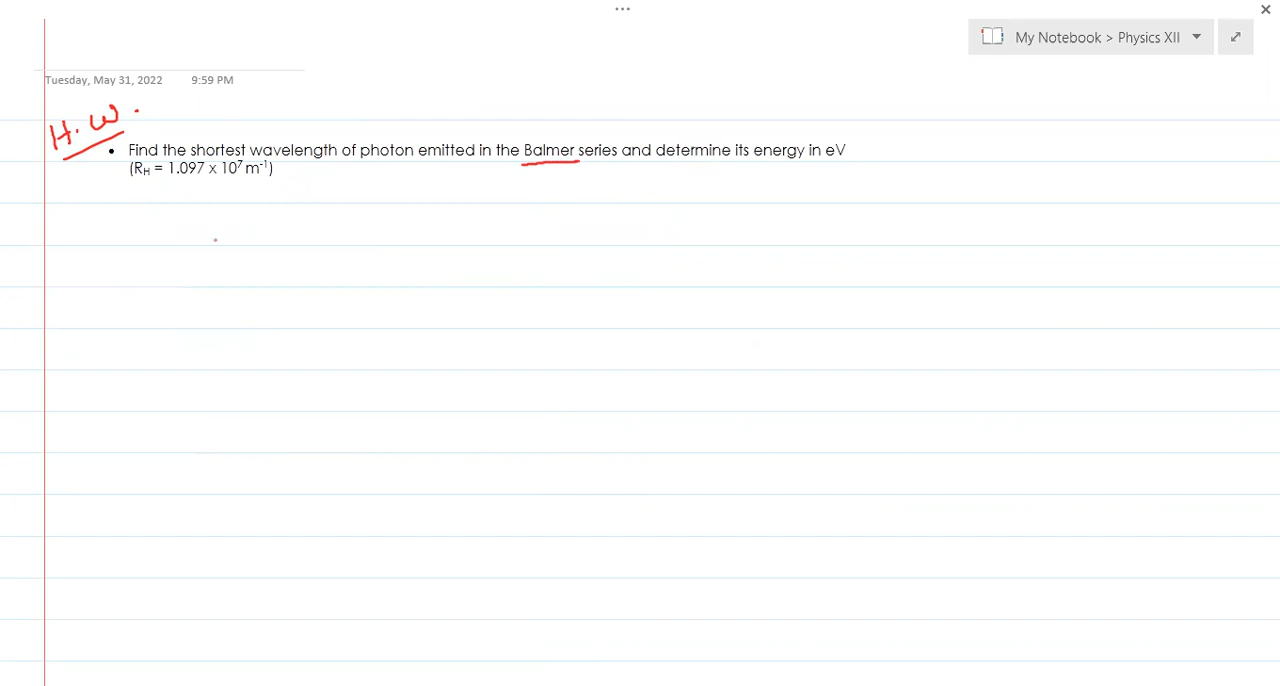 My Notebook > Physics XII
Tuesday, May 31, 2022 9:59 PM
H.W.
• Find the shortest wavelength of photon emitted in the Balmer series and determine its energy in eV
(R_H = 1.097 x 10⁷ m⁻¹)